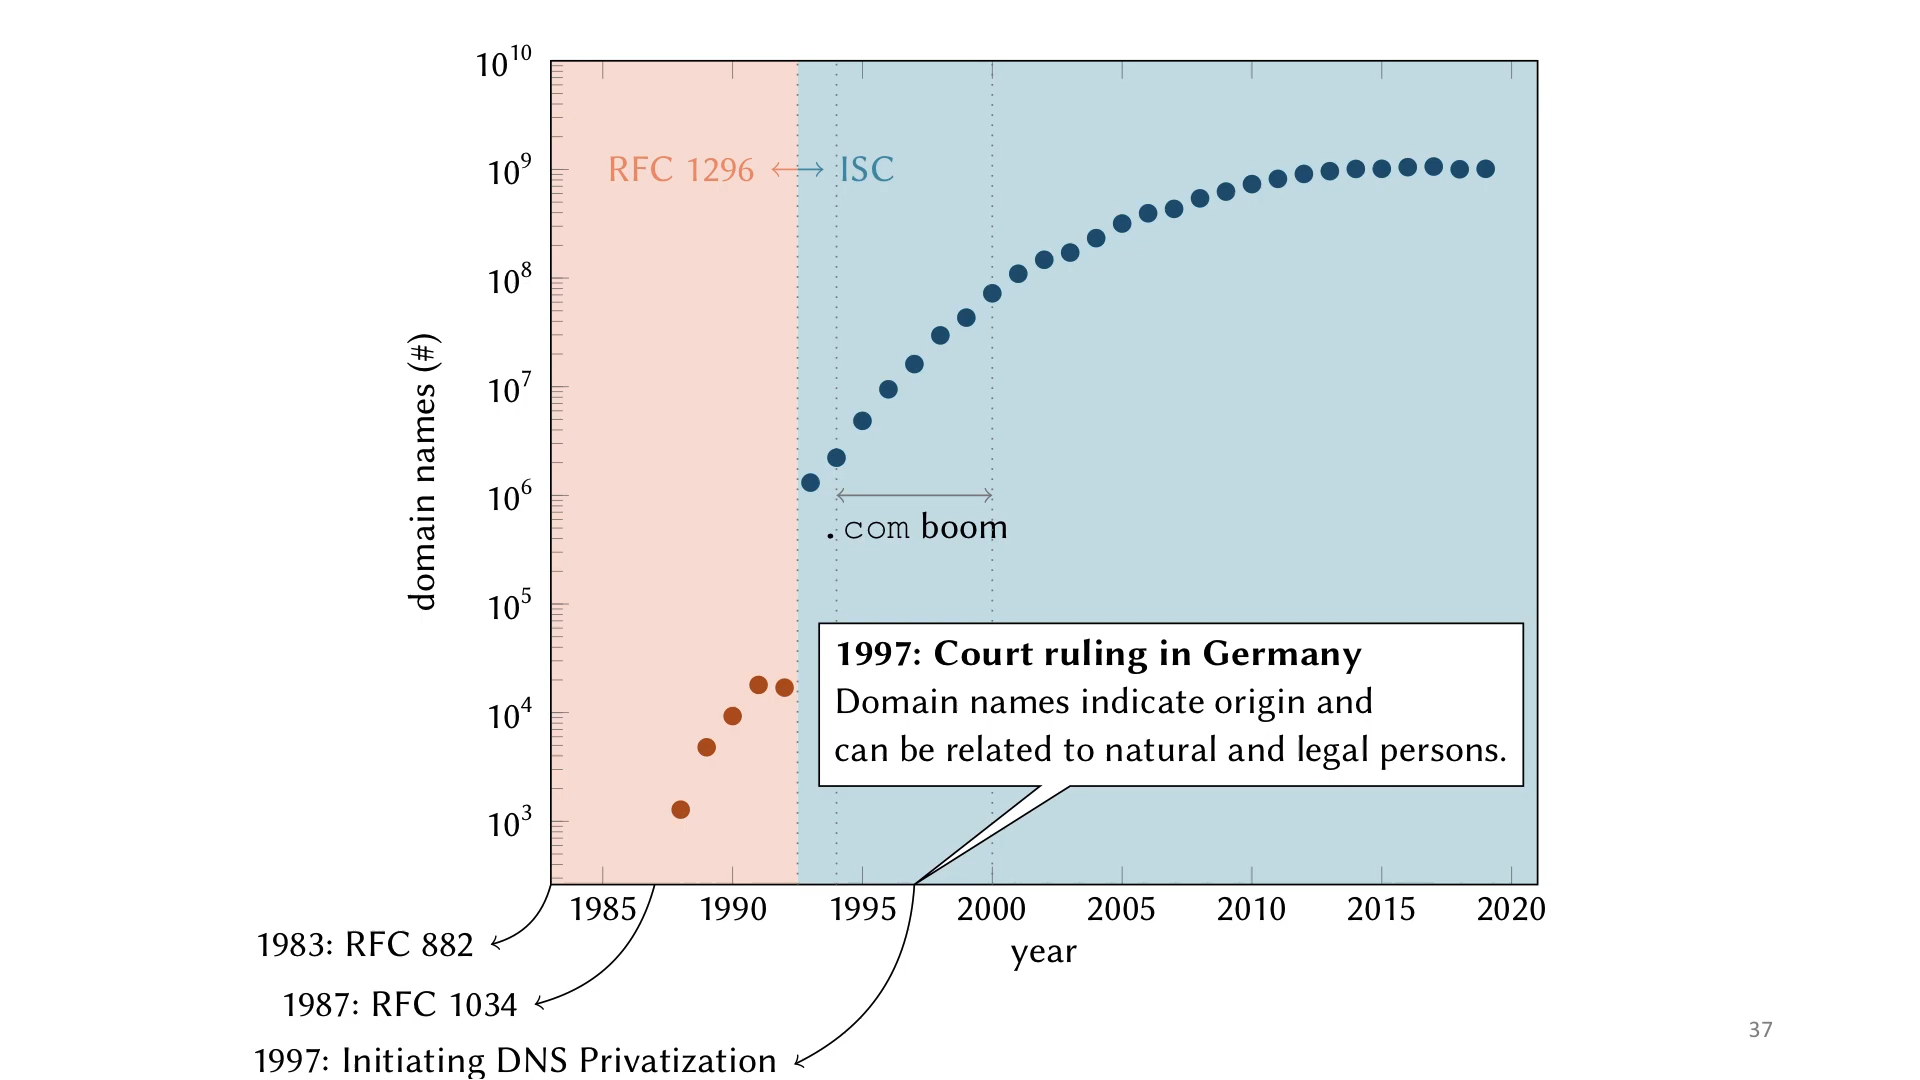 10^10
10^9
10^8
10^7
10^6
10^5
10^4
10^3
domain names (#)
RFC 1296
ISC
.com boom
1997: Court ruling in Germany
Domain names indicate origin and
can be related to natural and legal persons.
1985 1990 1995 2000 2005 2010 2015 2020
year
1983: RFC 882
1987: RFC 1034
1997: Initiating DNS Privatization
37